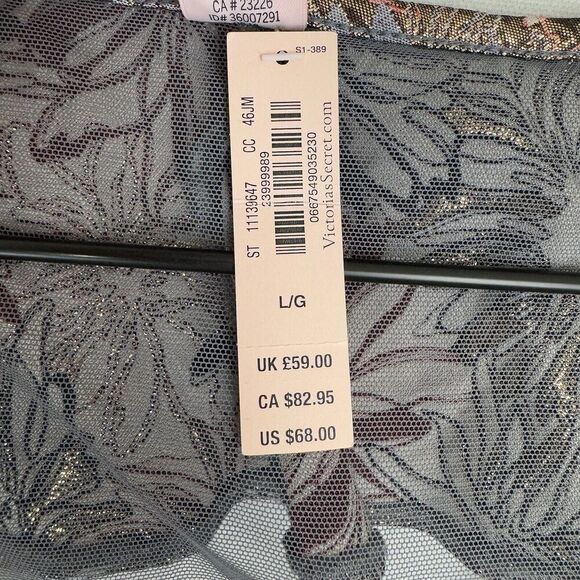 CA # 23226
ID# 36007291
S1-389
ST 11139647 CC 46JM
23999989
0667549035230
VictoriasSecret.com
L/G
UK £59.00
CA $82.95
US $68.00